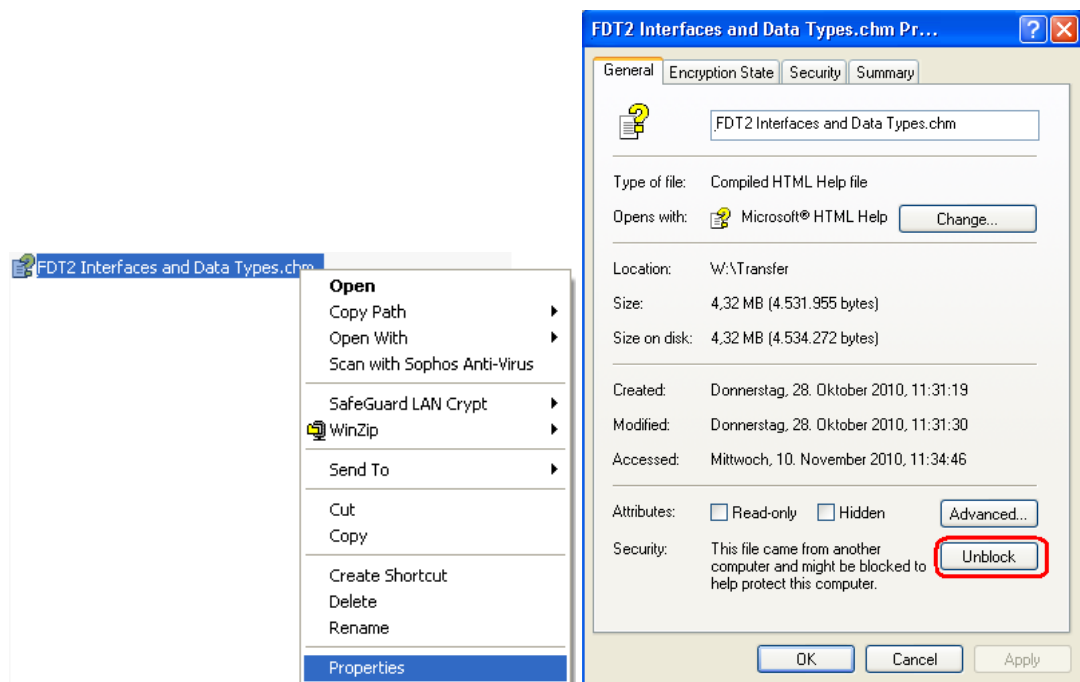 FDT2 Interfaces and Data Types.chm
Open
Copy Path
Open With
Scan with Sophos Anti-Virus
SafeGuard LAN Crypt
WinZip
Send To
Cut
Copy
Create Shortcut
Delete
Rename
Properties
FDT2 Interfaces and Data Types.chm Pr...
General Encryption State Security Summary
FDT2 Interfaces and Data Types.chm
Type of file: Compiled HTML Help file
Opens with: Microsoft® HTML Help Change...
Location: W:\Transfer
Size: 4,32 MB (4.531.955 bytes)
Size on disk: 4,32 MB (4.534.272 bytes)
Created: Donnerstag, 28. Oktober 2010, 11:31:19
Modified: Donnerstag, 28. Oktober 2010, 11:31:30
Accessed: Mittwoch, 10. November 2010, 11:34:46
Attributes: Read-only Hidden Advanced...
Security: This file came from another
computer and might be blocked to
help protect this computer.
Unblock
OK Cancel Apply